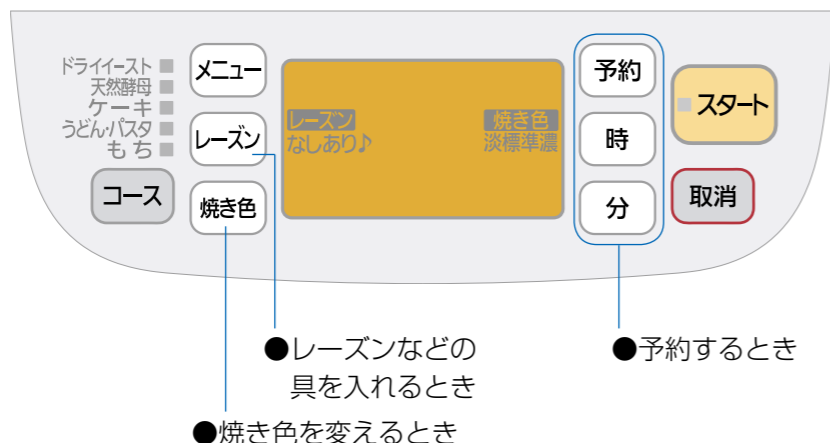 ドライイースト
天然酵母
ケーキ
うどん・パスタ
もち
コース
メニュー
レーズン
焼き色
レーズン
なしあり♪
焼き色
淡標準濃
予約
時
分
スタート
取消
●レーズンなどの
具を入れるとき
●予約するとき
●焼き色を変えるとき